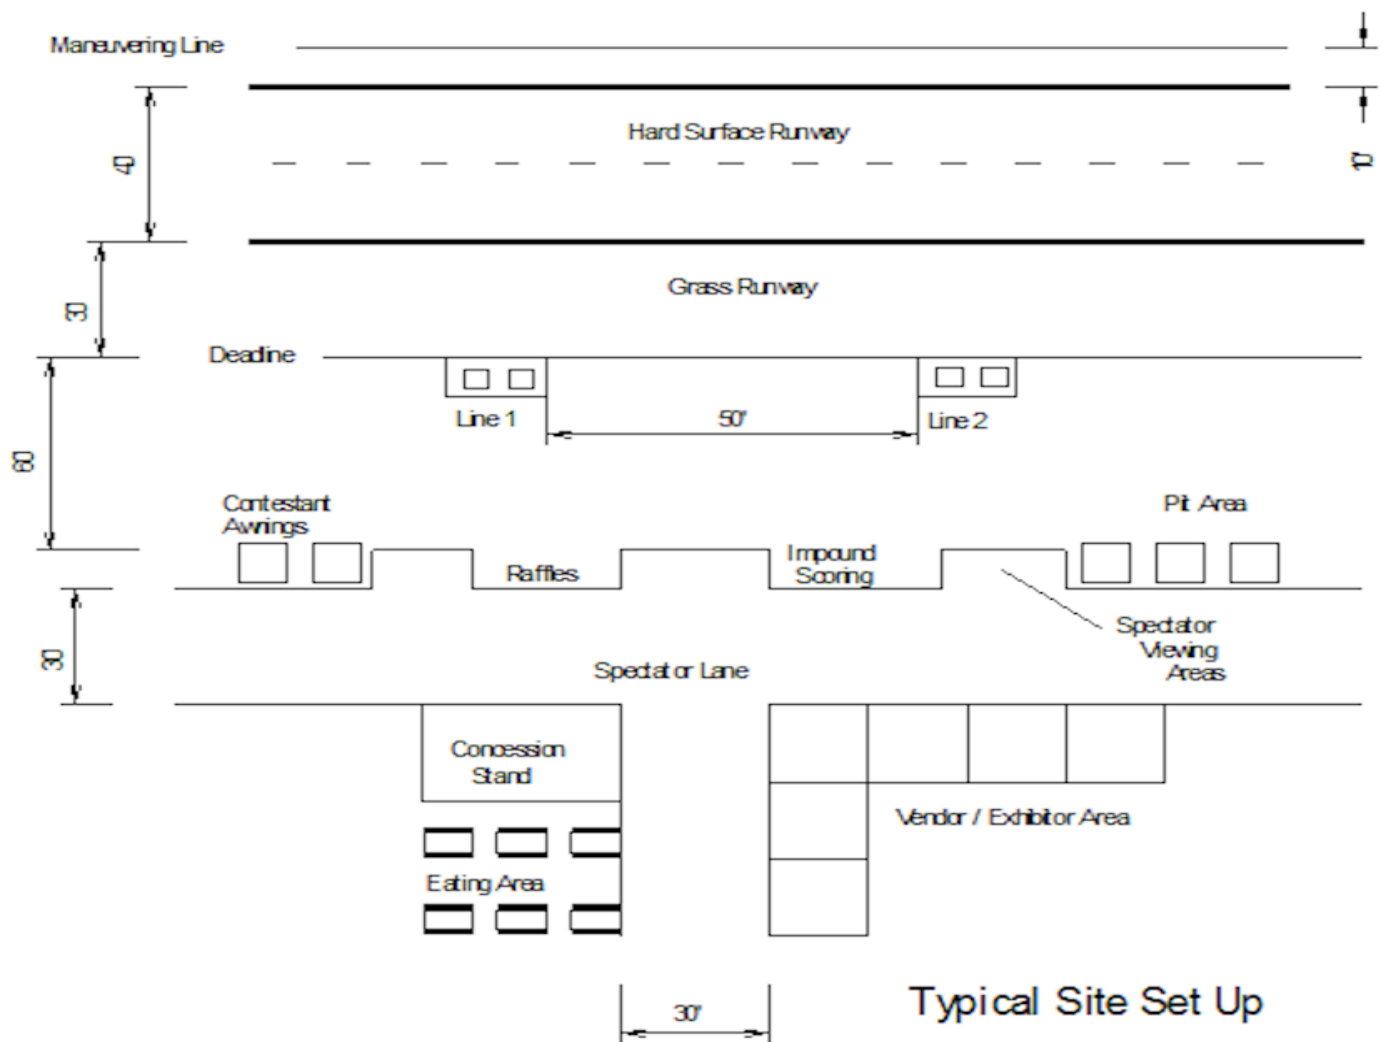 Maneuvering Line
10'
Hard Surface Runway
40
Grass Runway
30
Deadline
Line 1
50'
Line 2
60
Contestant
Awnings
Pit Area
Raffles
Impound
Scoring
Spectator
Viewing
Areas
30
Spectator Lane
Concession
Stand
Vendor / Exhibitor Area
Eating Area
30'
Typical Site Set Up